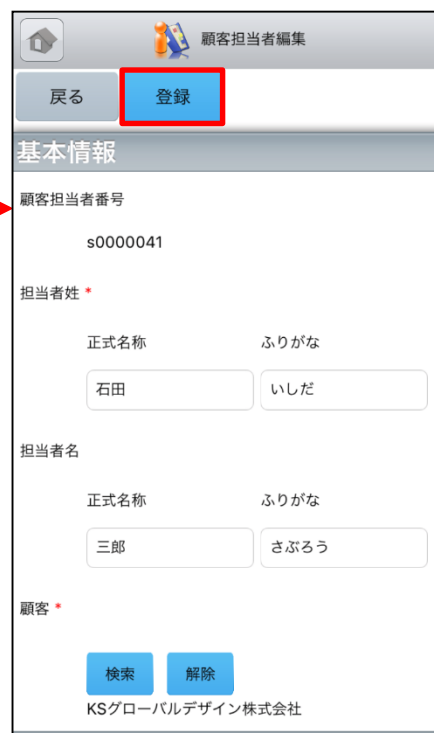 顧客担当者編集
戻る 登録
基本情報
顧客担当者番号
s0000041
担当者姓 *
正式名称 ふりがな
石田 いしだ
担当者名
正式名称 ふりがな
三郎 さぶろう
顧客 *
検索 解除
KSグローバルデザイン株式会社